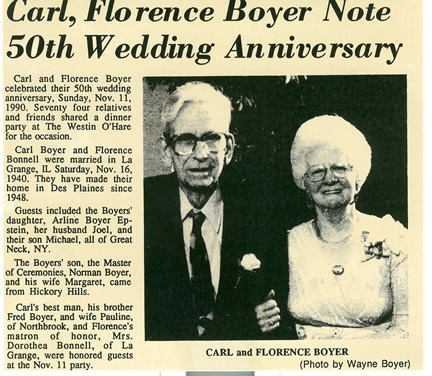 Carl, Florence Boyer Note
50th Wedding Anniversary
Carl and Florence Boyer
celebrated their 50th wedding
anniversary, Sunday, Nov. 11,
1990. Seventy four relatives
and friends shared a dinner
party at The Westin O'Hare
for the occasion.
Carl Boyer and Florence
Bonnell were married in La
Grange, IL Saturday, Nov. 16,
1940. They have made their
home in Des Plaines since
1948.
Guests included the Boyers'
daughter, Arline Boyer Ep-
stein, her husband Joel, and
their son Michael, all of Great
Neck, NY.
The Boyers' son, the Master
of Ceremonies, Norman Boyer,
and his wife Margaret, came
from Hickory Hills.
Carl's best man, his brother
Fred Boyer, and wife Pauline,
of Northbrook, and Florence's
matron of honor, Mrs.
Dorothea Bonnell, of La
Grange, were honored guests
at the Nov. 11 party.
CARL and FLORENCE BOYER
(Photo by Wayne Boyer)